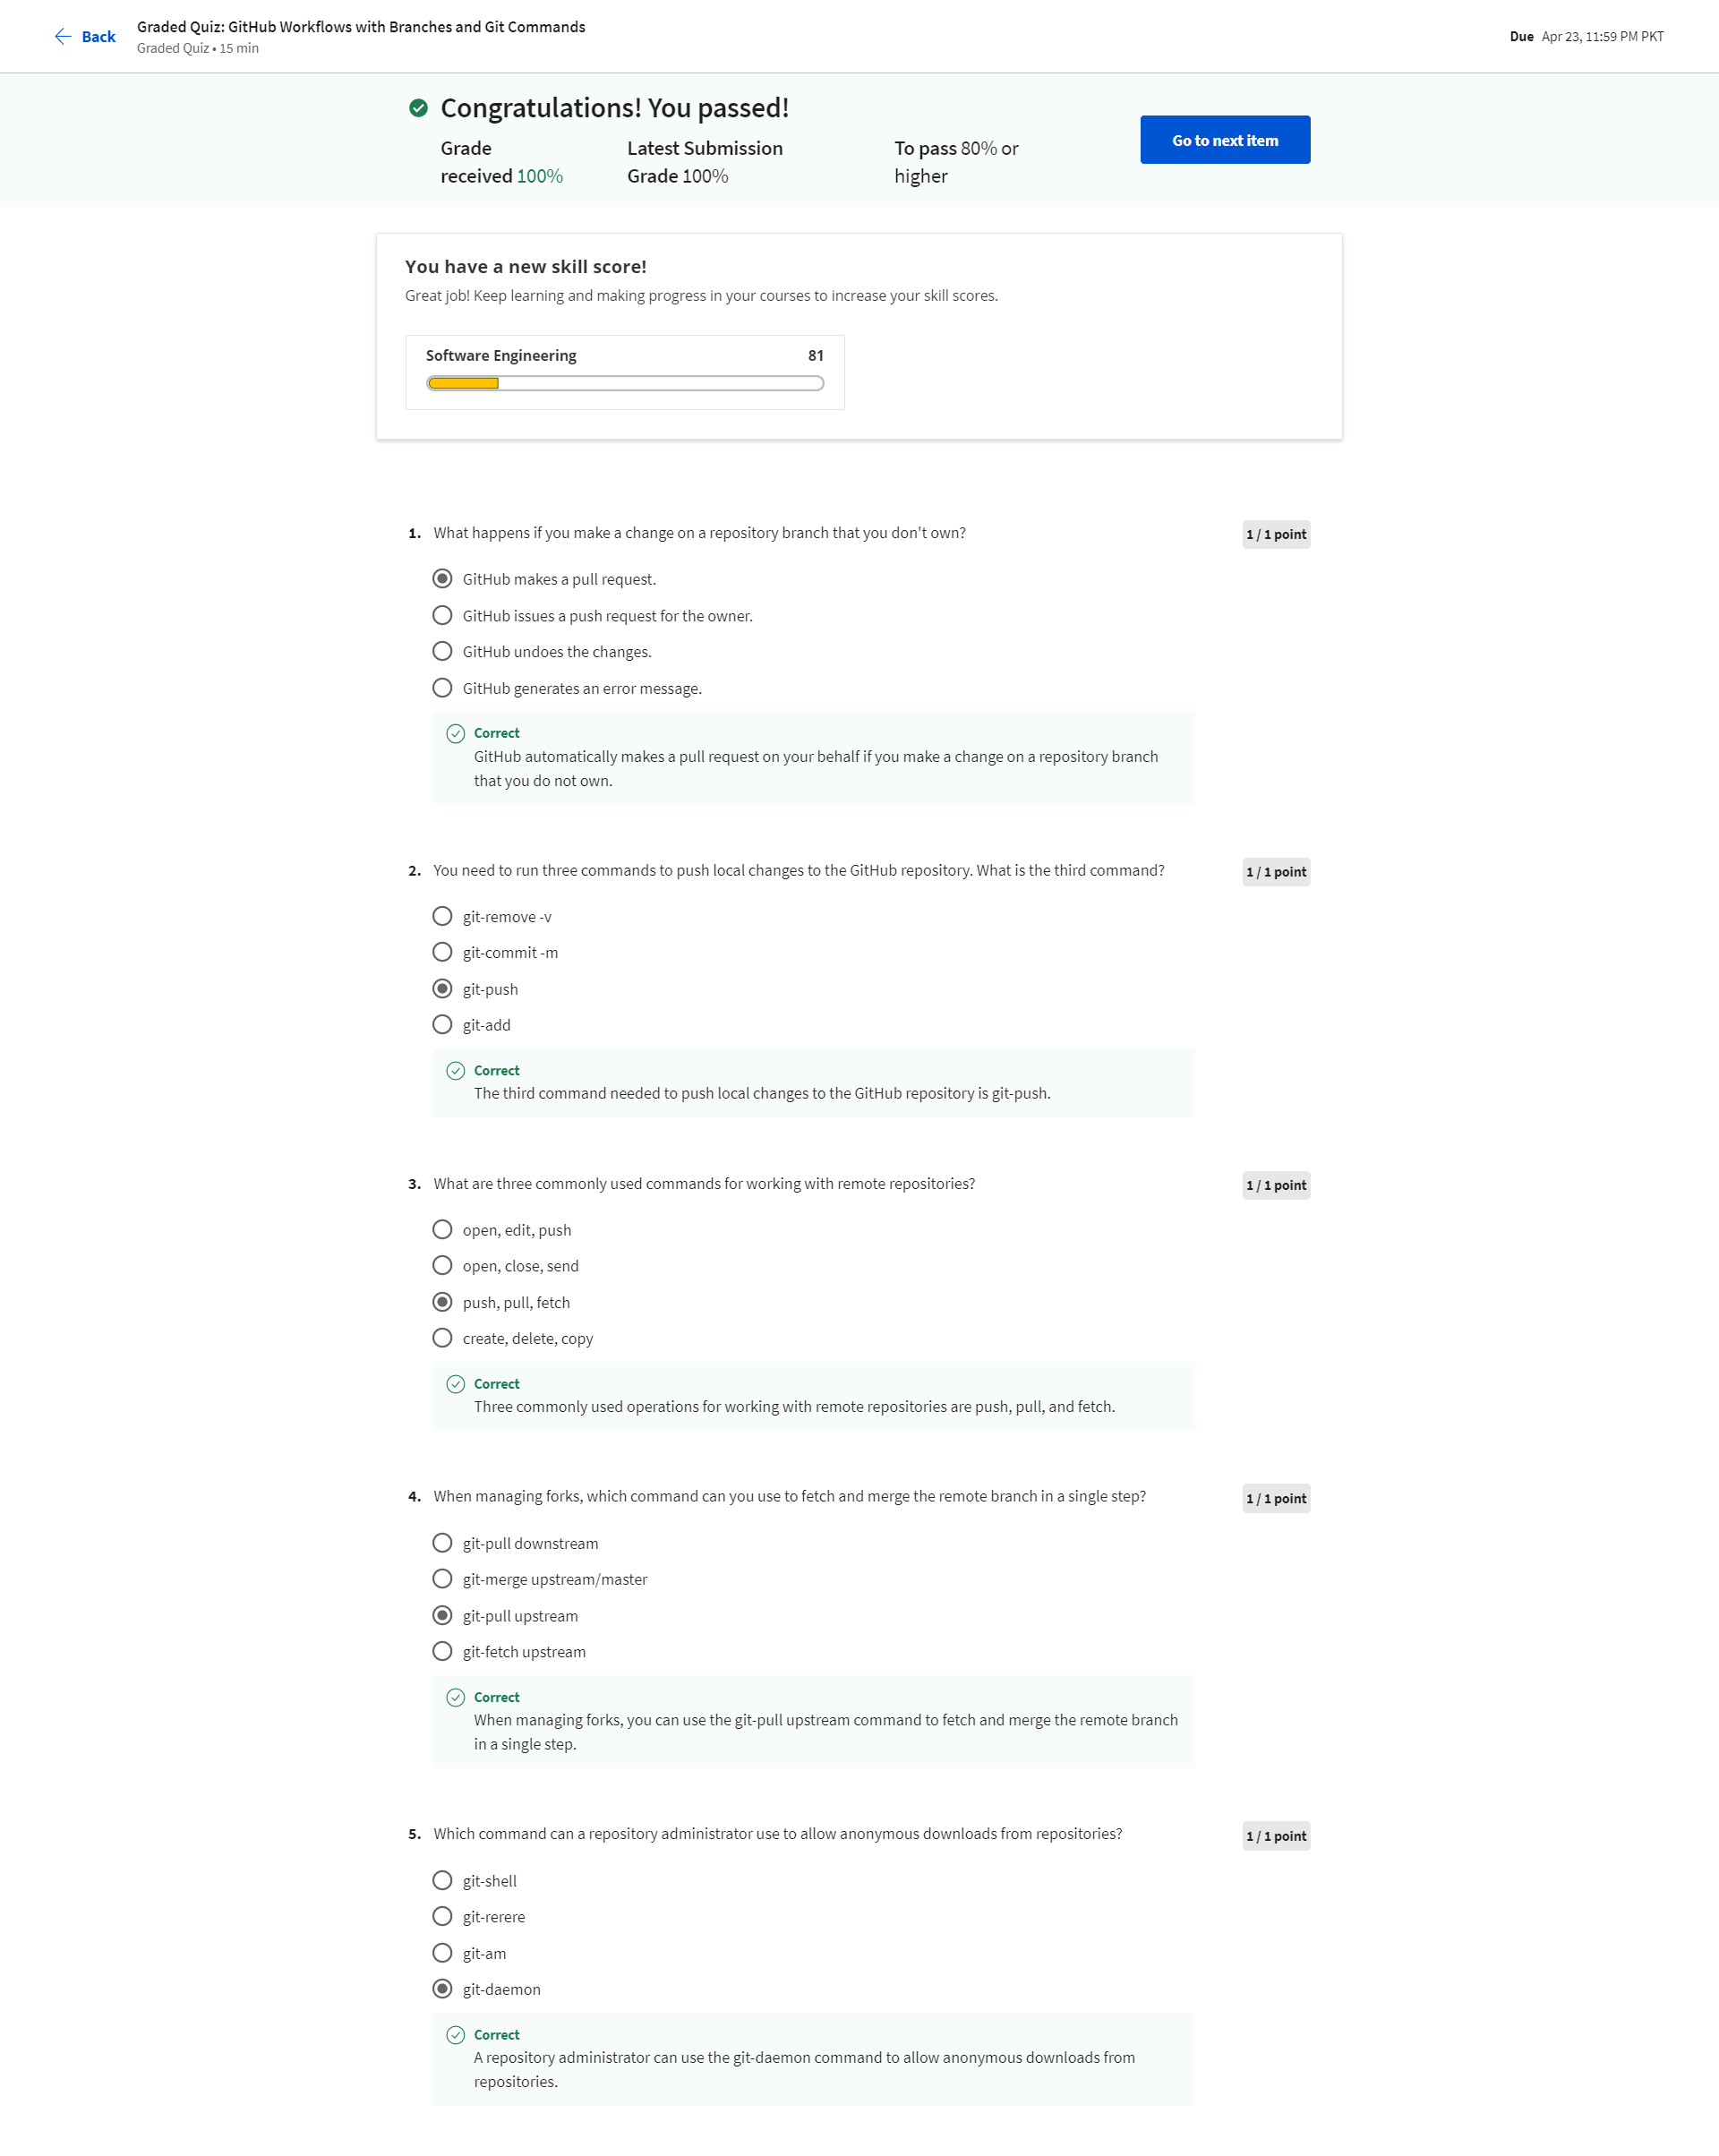 Back
Graded Quiz: GitHub Workflows with Branches and Git Commands
Graded Quiz • 15 min
Due Apr 23, 11:59 PM PKT
Congratulations! You passed!
Grade
received 100%
Latest Submission
Grade 100%
To pass 80% or
higher
Go to next item
You have a new skill score!
Great job! Keep learning and making progress in your courses to increase your skill scores.
Software Engineering 81
1. What happens if you make a change on a repository branch that you don't own? 1 / 1 point
GitHub makes a pull request.
GitHub issues a push request for the owner.
GitHub undoes the changes.
GitHub generates an error message.
Correct
GitHub automatically makes a pull request on your behalf if you make a change on a repository branch
that you do not own.
2. You need to run three commands to push local changes to the GitHub repository. What is the third command? 1 / 1 point
git-remove -v
git-commit -m
git-push
git-add
Correct
The third command needed to push local changes to the GitHub repository is git-push.
3. What are three commonly used commands for working with remote repositories? 1 / 1 point
open, edit, push
open, close, send
push, pull, fetch
create, delete, copy
Correct
Three commonly used operations for working with remote repositories are push, pull, and fetch.
4. When managing forks, which command can you use to fetch and merge the remote branch in a single step? 1 / 1 point
git-pull downstream
git-merge upstream/master
git-pull upstream
git-fetch upstream
Correct
When managing forks, you can use the git-pull upstream command to fetch and merge the remote branch
in a single step.
5. Which command can a repository administrator use to allow anonymous downloads from repositories? 1 / 1 point
git-shell
git-rerere
git-am
git-daemon
Correct
A repository administrator can use the git-daemon command to allow anonymous downloads from
repositories.